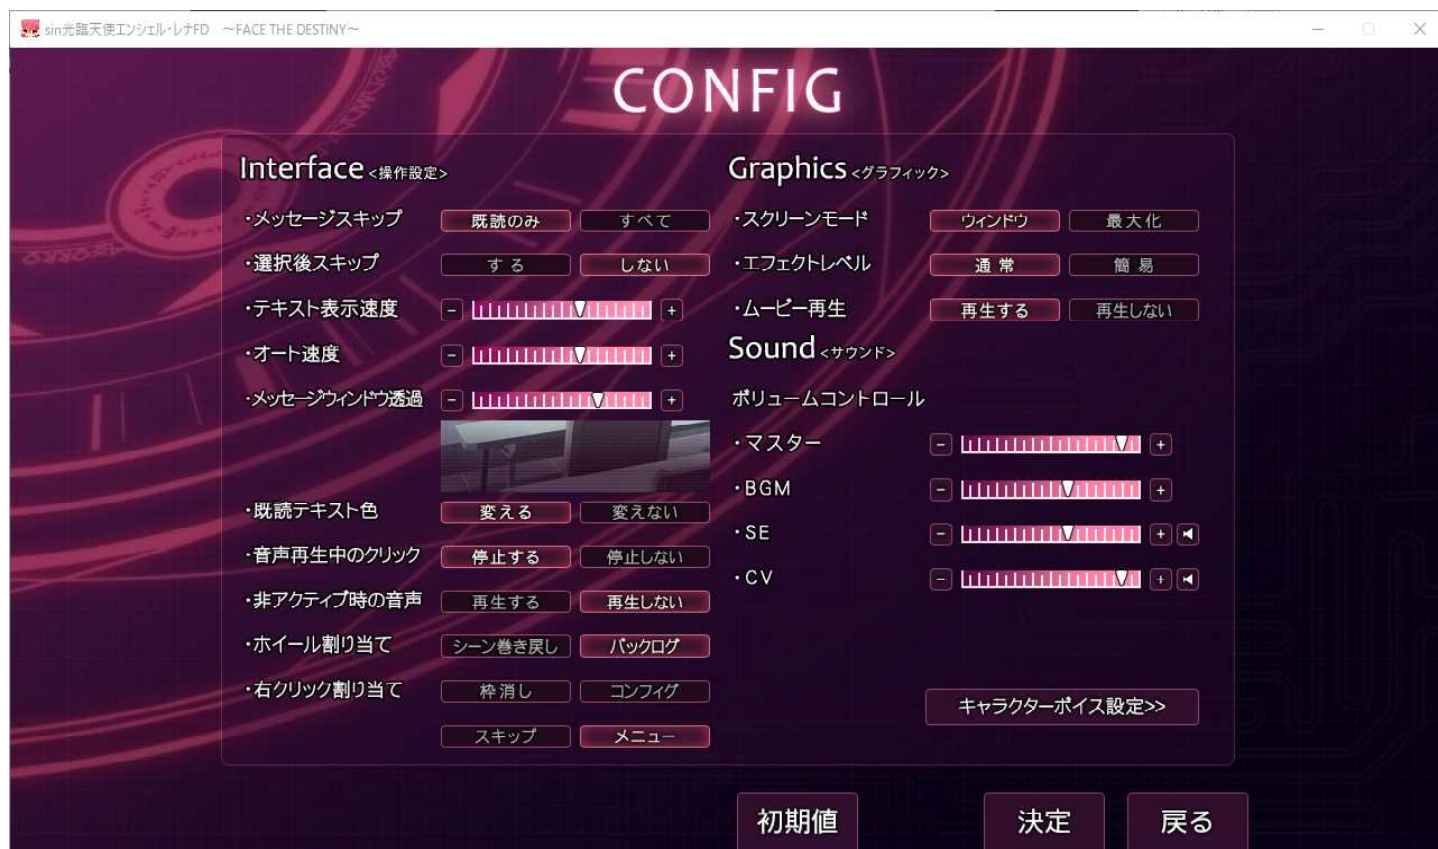 sin光臨天使エンシェル・レナFD ～FACE THE DESTINY～
CONFIG
Interface <操作設定>
・メッセージスキップ 既読のみ すべて
・選択後スキップ する しない
・テキスト表示速度 - +
・オート速度 - +
・メッセージウィンドウ透過 - +
・既読テキスト色 変える 変えない
・音声再生中のクリック 停止する 停止しない
・非アクティブ時の音声 再生する 再生しない
・ホイール割り当て シーン巻き戻し バックログ
・右クリック割り当て 枠消し コンフィグ
スキップ メニュー
Graphics <グラフィック>
・スクリーンモード ウィンドウ 最大化
・エフェクトレベル 通常 簡易
・ムービー再生 再生する 再生しない
Sound <サウンド>
ボリュームコントロール
・マスター - +
・BGM - +
・SE - +
・CV - +
キャラクターボイス設定>>
初期値 決定 戻る